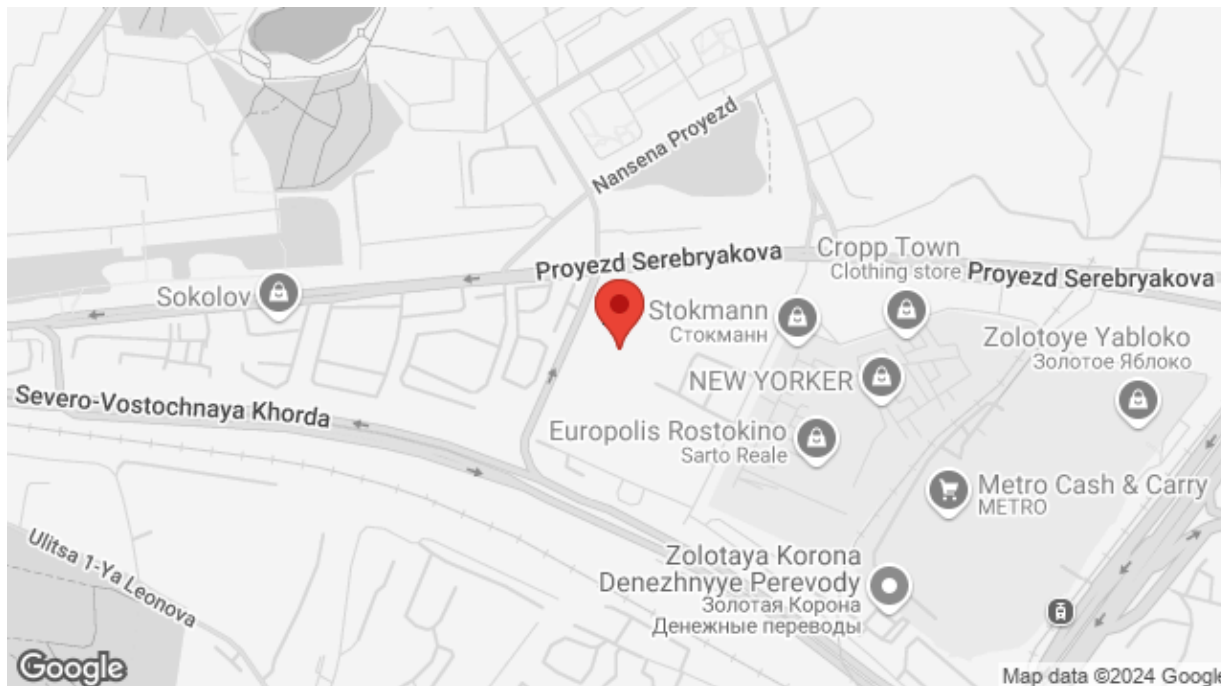 Nansena Proyezd
Proyezd Serebryakova
Cropp Town
Clothing store
Proyezd Serebryakova
Sokolov
Stokmann
Стокманн
Zolotoye Yabloko
Золотое Яблоко
NEW YORKER
Severo-Vostochnaya Khorda
Europolis Rostokino
Sarto Reale
Metro Cash & Carry
METRO
Ulitsa 1-Ya Leonova
Zolotaya Korona
Denezhnyye Perevody
Золотая Корона
Денежные переводы
Google
Map data ©2024 Google